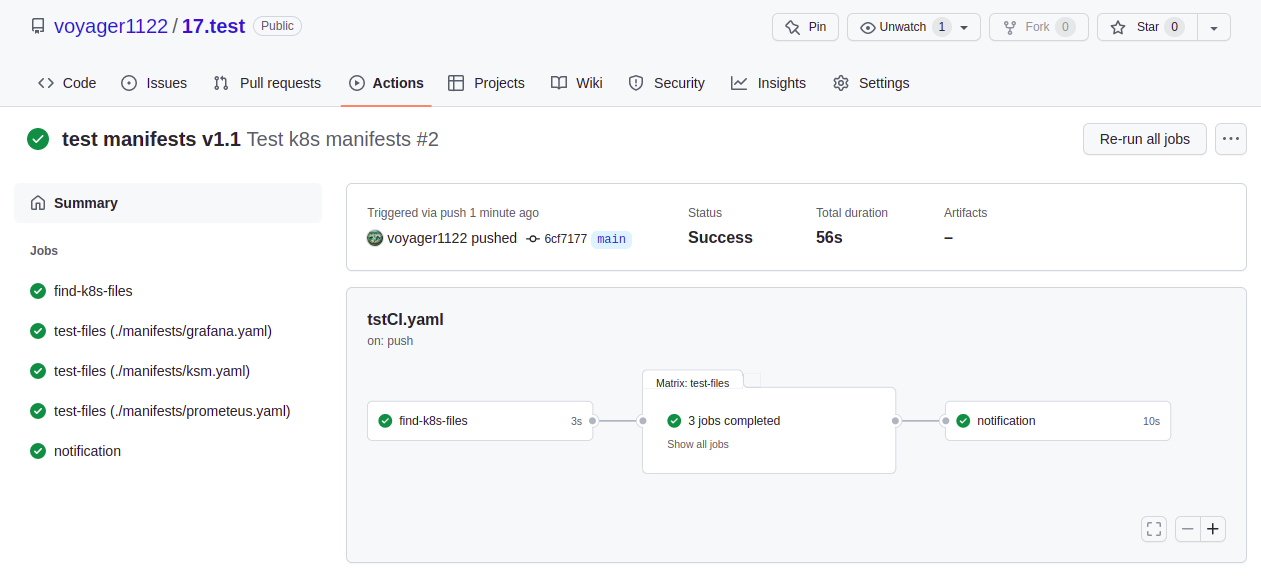 voyager1122 / 17.test Public
Pin
Unwatch 1
Fork 0
Star 0
Code
Issues
Pull requests
Actions
Projects
Wiki
Security
Insights
Settings
test manifests v1.1 Test k8s manifests #2
Re-run all jobs
Summary
Jobs
find-k8s-files
test-files (./manifests/grafana.yaml)
test-files (./manifests/ksm.yaml)
test-files (./manifests/prometeus.yaml)
notification
Triggered via push 1 minute ago
voyager1122 pushed 6cf7177 main
Status
Success
Total duration
56s
Artifacts
–
tstCI.yaml
on: push
find-k8s-files 3s
Matrix: test-files
3 jobs completed
Show all jobs
notification 10s